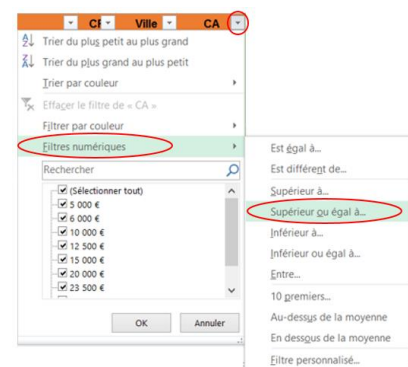 CP Ville CA
Trier du plus petit au plus grand
Trier du plus grand au plus petit
Trier par couleur
Effacer le filtre de « CA »
Filtrer par couleur
Filtres numériques
Rechercher
(Sélectionner tout)
5 000 €
6 000 €
10 000 €
12 500 €
15 000 €
20 000 €
23 500 €
OK Annuler
Est égal à...
Est différent de...
Supérieur à...
Supérieur ou égal à...
Inférieur à...
Inférieur ou égal à...
Entre...
10 premiers...
Au-dessus de la moyenne
En dessous de la moyenne
Filtre personnalisé...